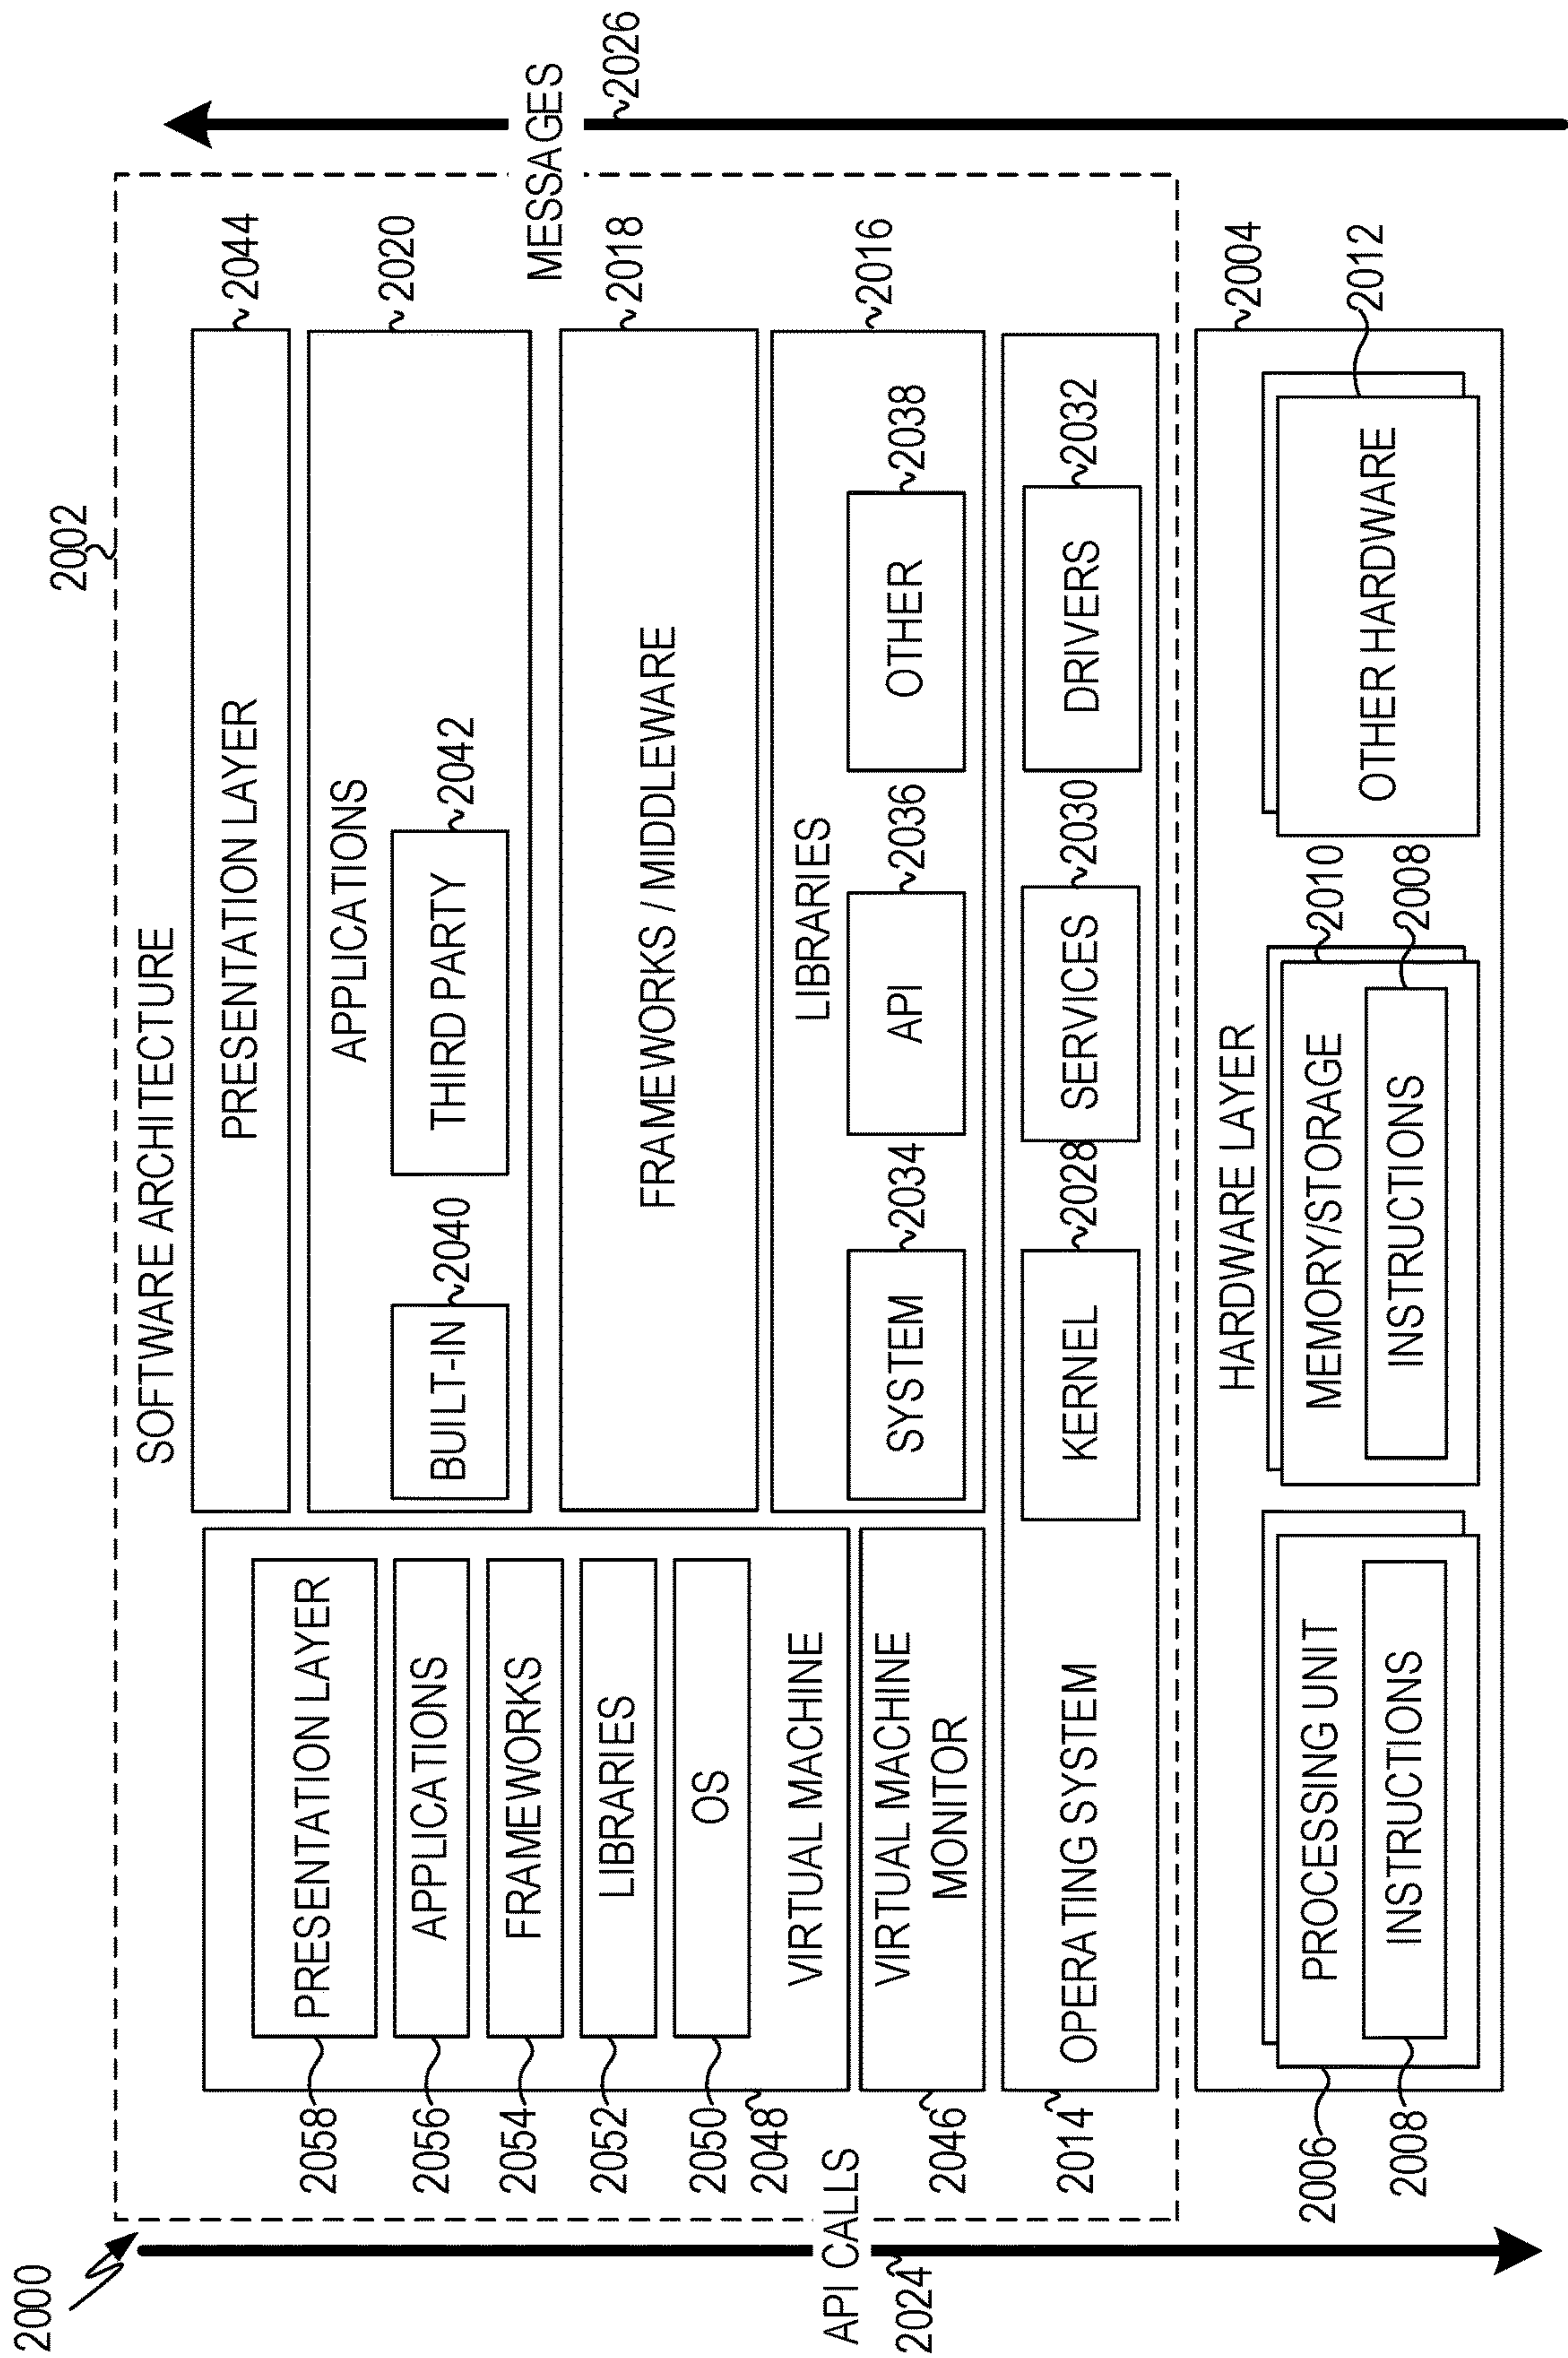 2000
2002
SOFTWARE ARCHITECTURE
PRESENTATION LAYER
2044
APPLICATIONS
2020
BUILT-IN
2040
THIRD PARTY
2042
FRAMEWORKS / MIDDLEWARE
2018
LIBRARIES
2016
SYSTEM
2034
API
2036
OTHER
2038
2058
PRESENTATION LAYER
2056
APPLICATIONS
2054
FRAMEWORKS
2052
LIBRARIES
2050
OS
2048
VIRTUAL MACHINE
2046
VIRTUAL MACHINE
MONITOR
2014
OPERATING SYSTEM
KERNEL
2028
SERVICES
2030
DRIVERS
2032
API CALLS
2024
MESSAGES
2026
HARDWARE LAYER
2004
2006
PROCESSING UNIT
2008
INSTRUCTIONS
MEMORY/STORAGE
2010
INSTRUCTIONS
2008
OTHER HARDWARE
2012